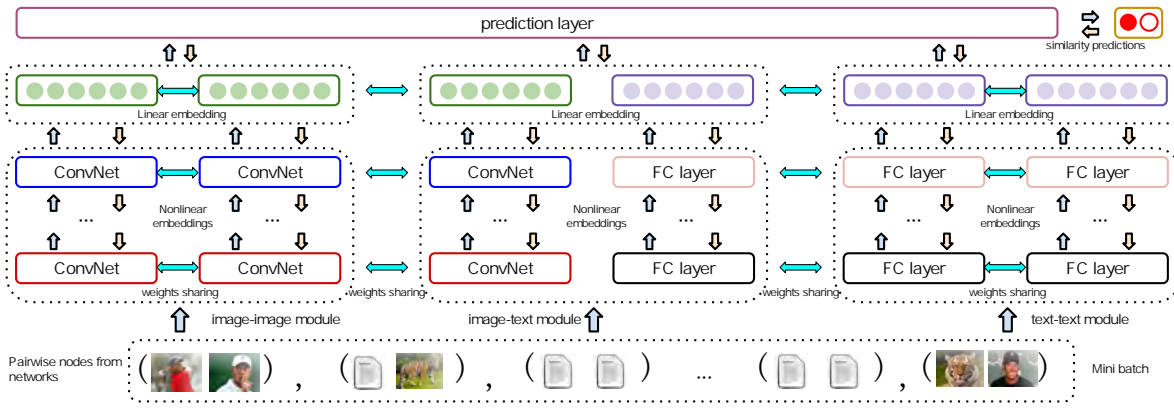 prediction layer
similarity predictions
Linear embedding
Linear embedding
Linear embedding
ConvNet
ConvNet
ConvNet
FC layer
FC layer
FC layer
...
...
...
...
...
...
Nonlinear
embeddings
Nonlinear
embeddings
Nonlinear
embeddings
ConvNet
ConvNet
ConvNet
FC layer
FC layer
FC layer
weights sharing
weights sharing
weights sharing
weights sharing
image-image module
image-text module
text-text module
Pairwise nodes from
networks
( ) , ( ) , ( ) ... ( ) , ( )
Mini batch